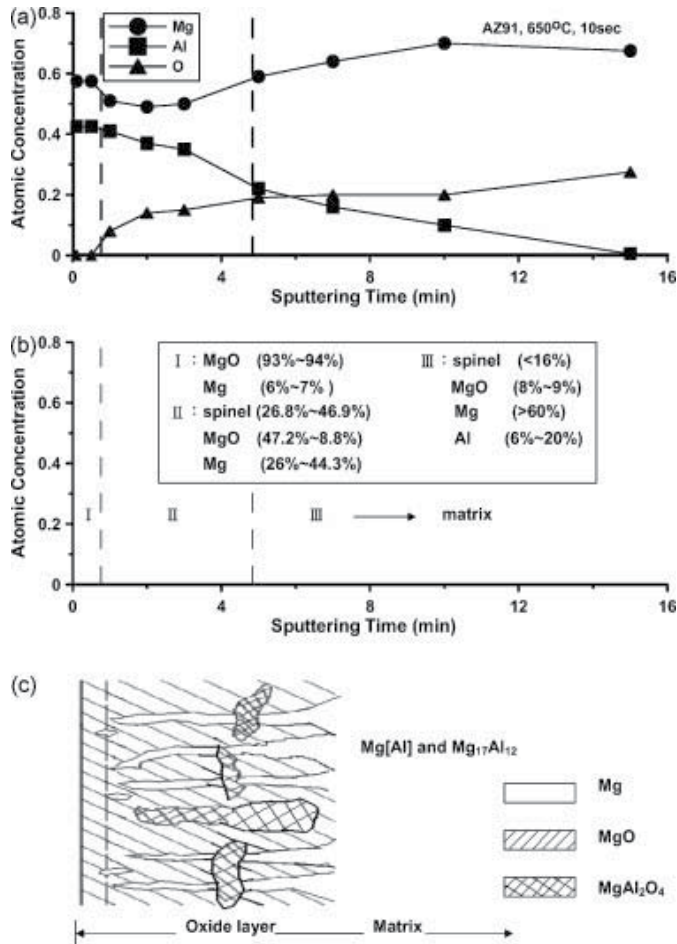 (a)
Mg
Al
O
AZ91, 650ºC, 10sec
Atomic Concentration
0.8
0.6
0.4
0.2
0
0 4 8 12 16
Sputtering Time (min)
(b)
Atomic Concentration
0.8
0.6
0.4
0.2
0
Ⅰ : MgO (93%~94%)
Mg (6%~7% )
Ⅱ : spinel (26.8%~46.9%)
MgO (47.2%~8.8%)
Mg (26%~44.3%)
Ⅲ : spinel (<16%)
MgO (8%~9%)
Mg (>60%)
Al (6%~20%)
Ⅰ Ⅱ Ⅲ matrix
0 4 8 12 16
Sputtering Time (min)
(c)
Mg[Al] and Mg₁₇Al₁₂
Mg
MgO
MgAl₂O₄
Oxide layer Matrix